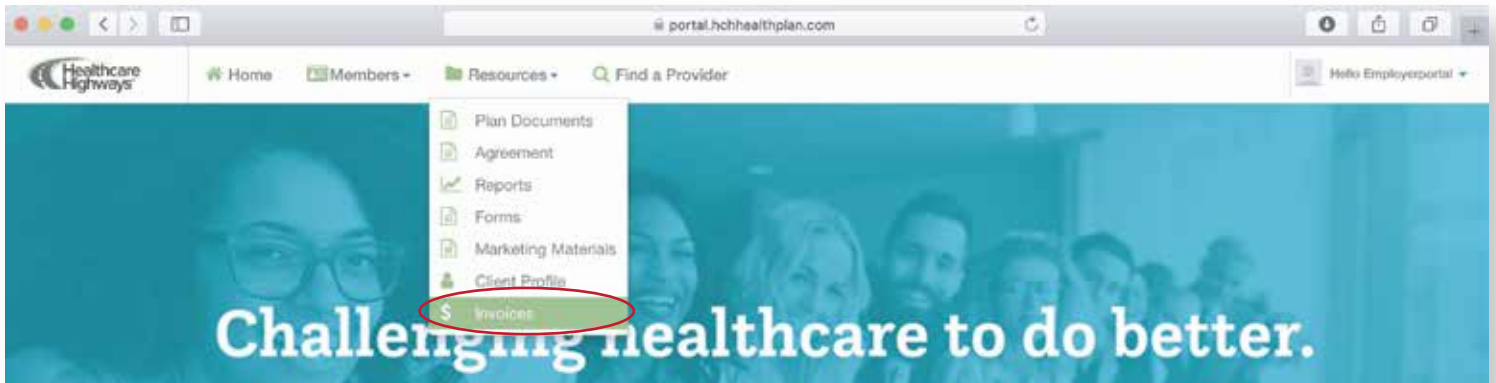 portal.hchhealthplan.com
Healthcare
Highways
Home Members Resources Find a Provider Hello Employerportal
Plan Documents
Agreement
Reports
Forms
Marketing Materials
Client Profile
$ Invoices
Challenging healthcare to do better.